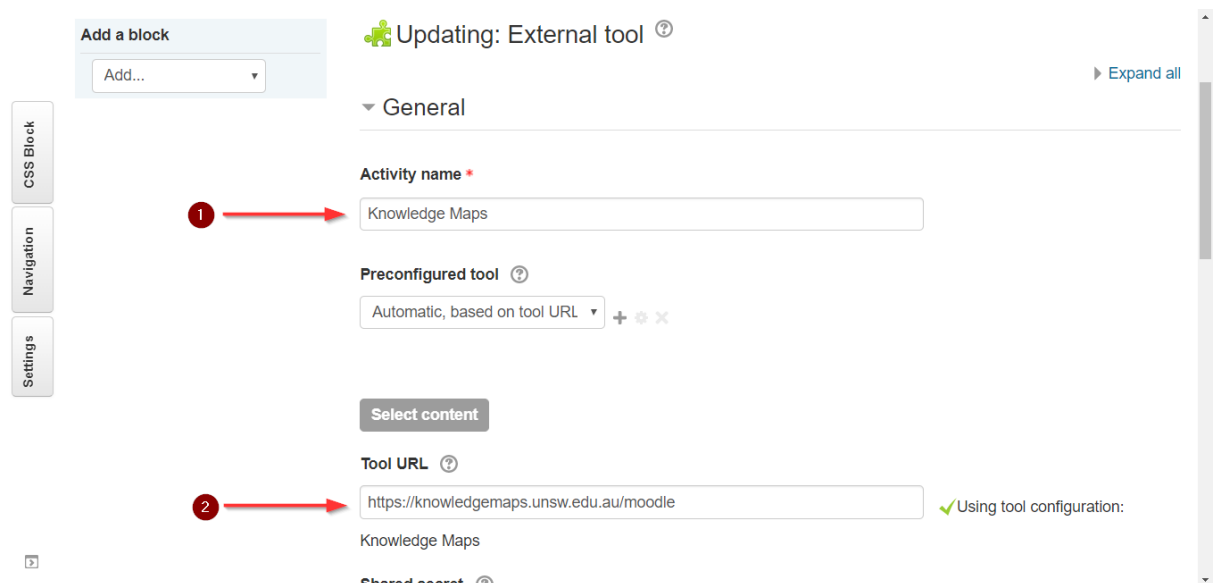 Add a block
Add...
CSS Block
Navigation
Settings
Updating: External tool ?
Expand all
General
Activity name *
1
Knowledge Maps
Preconfigured tool ?
Automatic, based on tool URL
Select content
Tool URL ?
2
https://knowledgemaps.unsw.edu.au/moodle
Using tool configuration:
Knowledge Maps
Shared secret ?